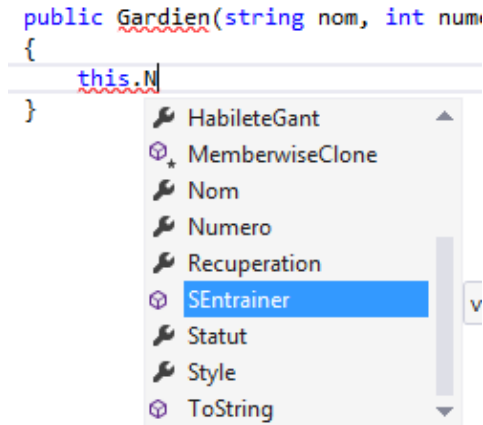 public Gardien(string nom, int nume
{
this.N
}
HabileteGant
MemberwiseClone
Nom
Numero
Recuperation
SEntrainer
Statut
Style
ToString